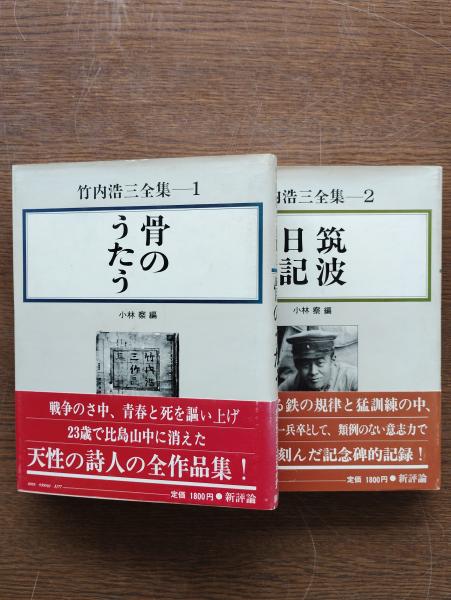 竹内浩三全集—1
骨の
うたう
小林 察 編
竹内浩
三作品
戦争のさ中、青春と死を謳い上げ
23歳で比島山中に消えた
天性の詩人の全作品集!
定価 1800円●新評論
内浩三全集—2
筑波
日記
小林 察 編
る鉄の規律と猛訓練の中、
一兵卒として、類例のない意志力で
刻んだ記念碑的記録!
定価 1800円●新評論